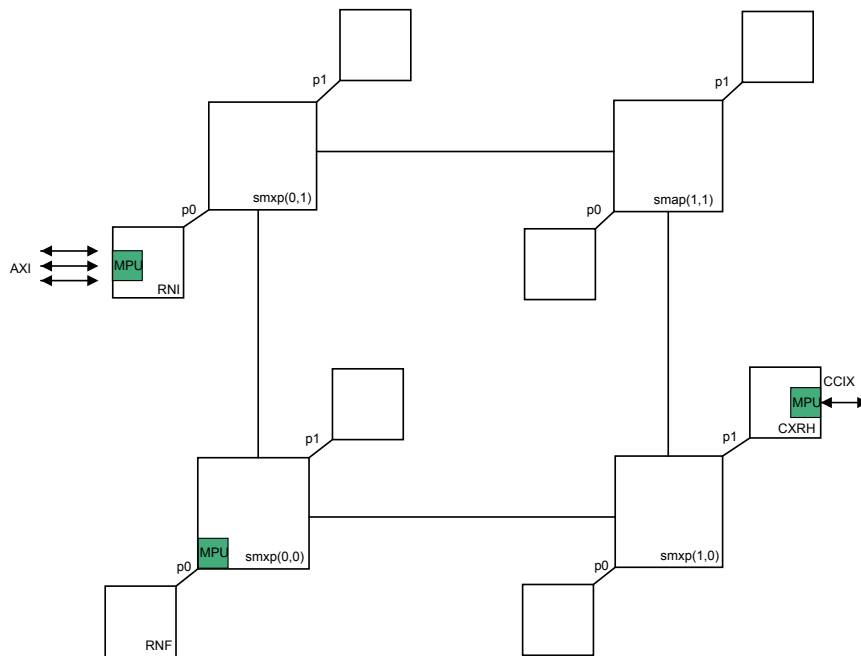 p1
p1
smxp(0,1)
smap(1,1)
p0
p0
AXI
MPU
RNI
CCIX
MPU
CXRH
p1
p1
MPU
smxp(0,0)
smxp(1,0)
p0
p0
RNF